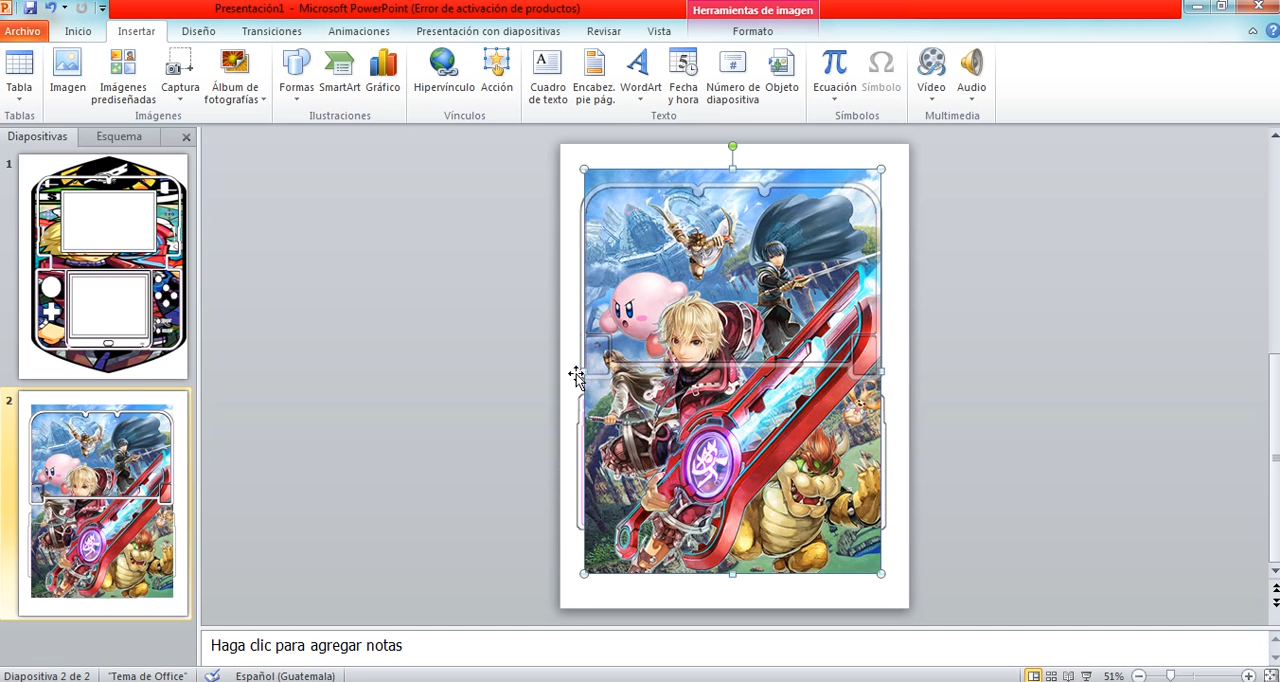 Presentación1 - Microsoft PowerPoint (Error de activación de productos)
Herramientas de imagen
Archivo
Inicio
Insertar
Diseño
Transiciones
Animaciones
Presentación con diapositivas
Revisar
Vista
Formato
Tabla
Imagen
Imágenes prediseñadas
Captura
Álbum de fotografías
Formas
SmartArt
Gráfico
Hipervínculo
Acción
Cuadro de texto
Encabez. pie pág.
WordArt
Fecha y hora
Número de diapositiva
Objeto
Ecuación
Símbolo
Vídeo
Audio
Tablas
Imágenes
Ilustraciones
Vínculos
Texto
Símbolos
Multimedia
Diapositivas
Esquema
1
2
Haga clic para agregar notas
Diapositiva 2 de 2
"Tema de Office"
Español (Guatemala)
51%